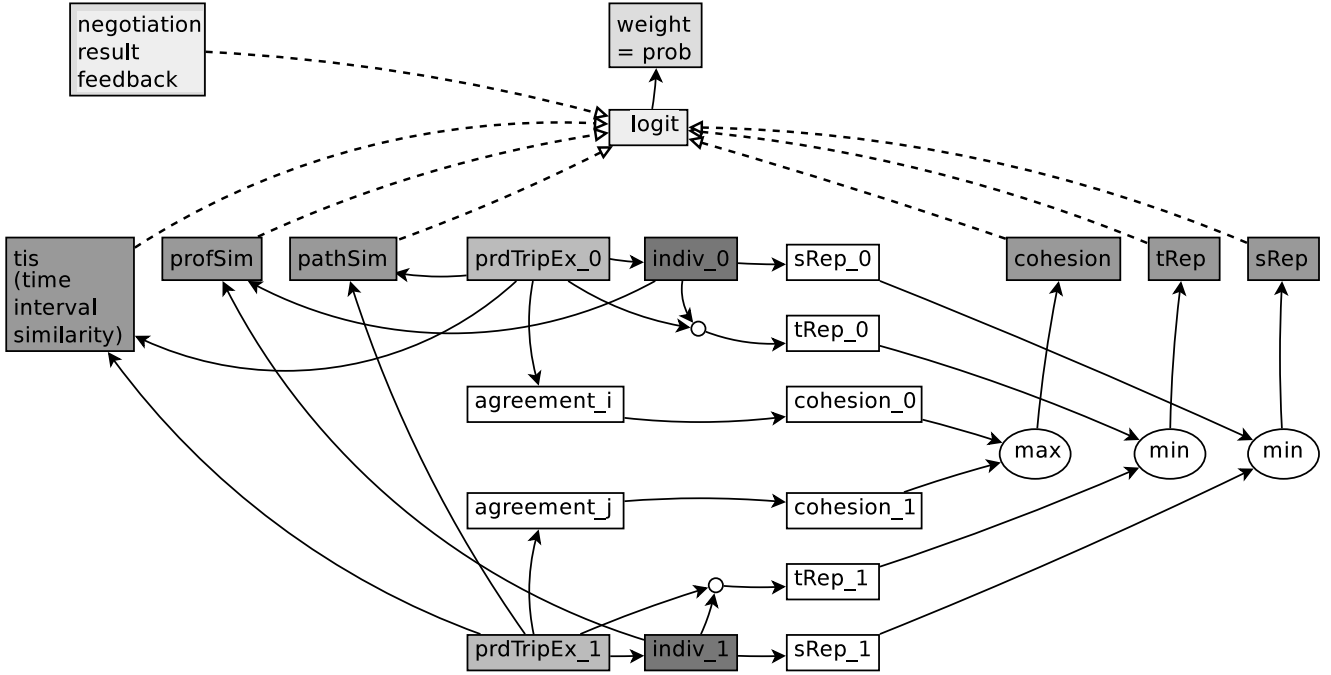 negotiation
result
feedback
weight
= prob
logit
tis
(time
interval
similarity)
profSim
pathSim
prdTripEx_0
indiv_0
sRep_0
cohesion
tRep
sRep
tRep_0
agreement_i
cohesion_0
max
min
min
agreement_j
cohesion_1
tRep_1
prdTripEx_1
indiv_1
sRep_1